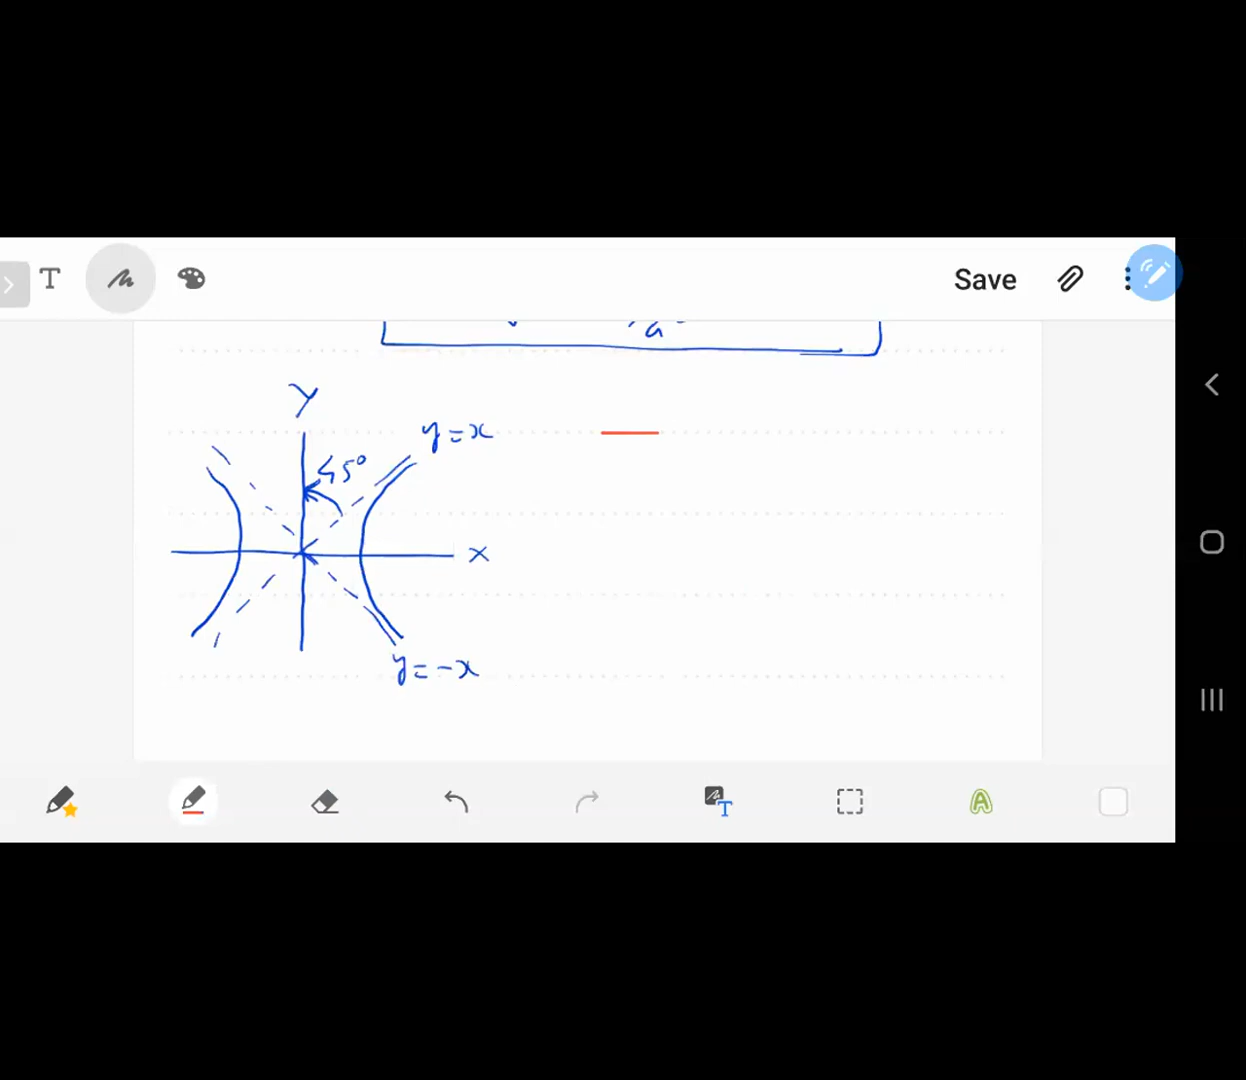 T
Save
a
y
y = x
45°
x
y = -x
T
A